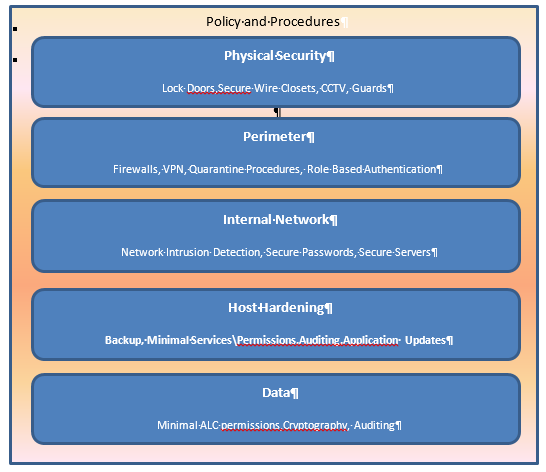 Policy·and·Procedures¶
Physical·Security¶
Lock·Doors,Secure·Wire·Closets,·CCTV,·Guards¶
¶
Perimeter¶
Firewalls,·VPN,·Quarantine·Procedures,·Role·Based·Authentication¶
Internal·Network¶
Network·Intrusion·Detection,·Secure·Passwords,·Secure·Servers¶
Host·Hardening¶
Backup,·Minimal·Services\Permissions,Auditing,Application··Updates¶
Data¶
Minimal·ALC·permissions,Cryptography,·Auditing¶